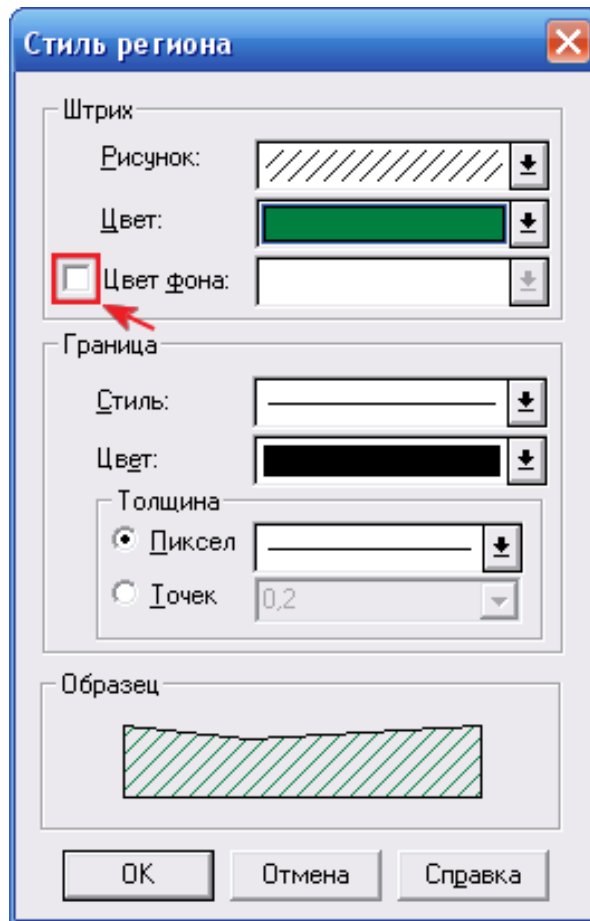 Стиль региона
Штрих
Рисунок:
Цвет:
Цвет фона:
Граница
Стиль:
Цвет:
Толщина
Пиксел
Точек
0,2
Образец
OK
Отмена
Справка